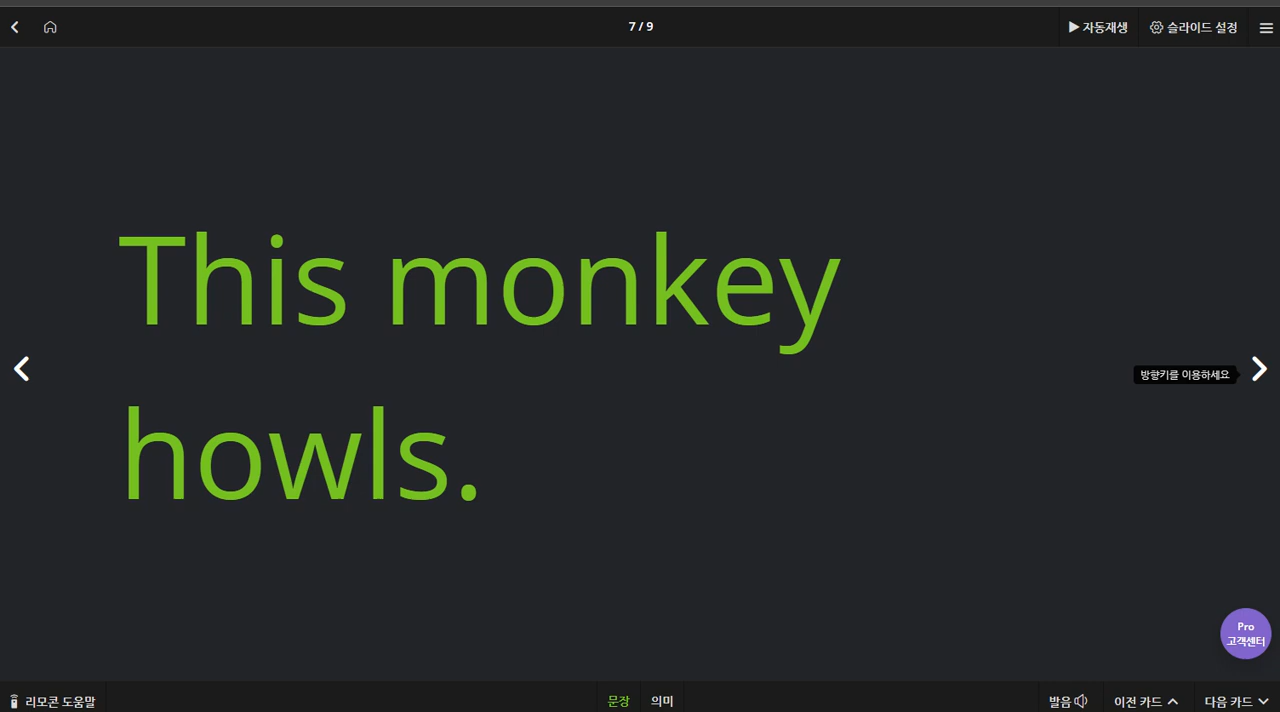 7 / 9
자동재생
슬라이드 설정
This monkey
howls.
방향키를 이용하세요
Pro
고객센터
리모콘 도움말
문장
의미
발음
이전 카드
다음 카드